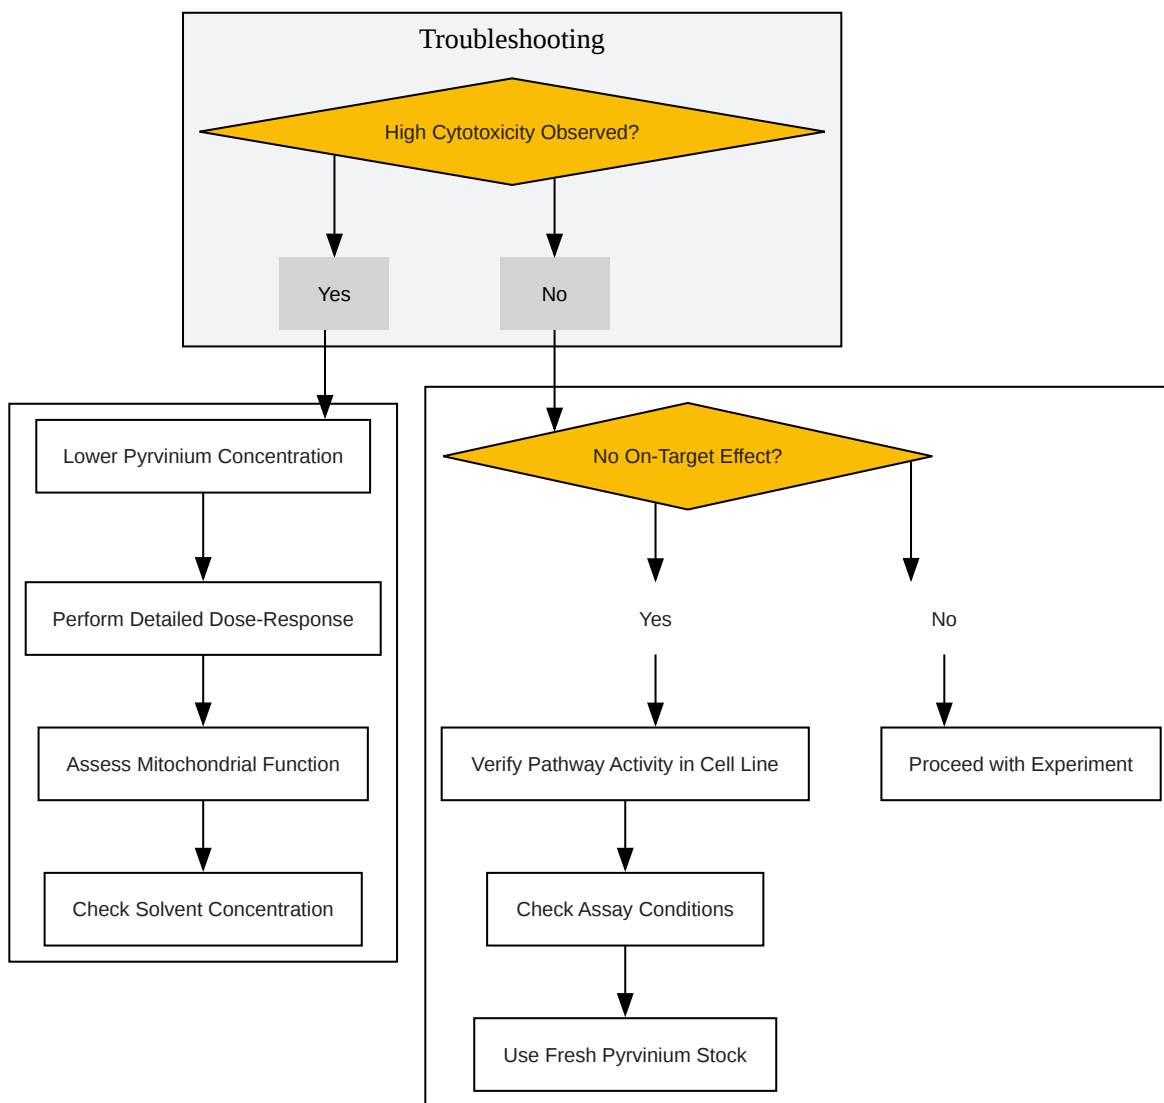 Troubleshooting
High Cytotoxicity Observed?
Yes
No
Lower Pyrvinium Concentration
Perform Detailed Dose-Response
Assess Mitochondrial Function
Check Solvent Concentration
No On-Target Effect?
Yes
No
Verify Pathway Activity in Cell Line
Proceed with Experiment
Check Assay Conditions
Use Fresh Pyrvinium Stock